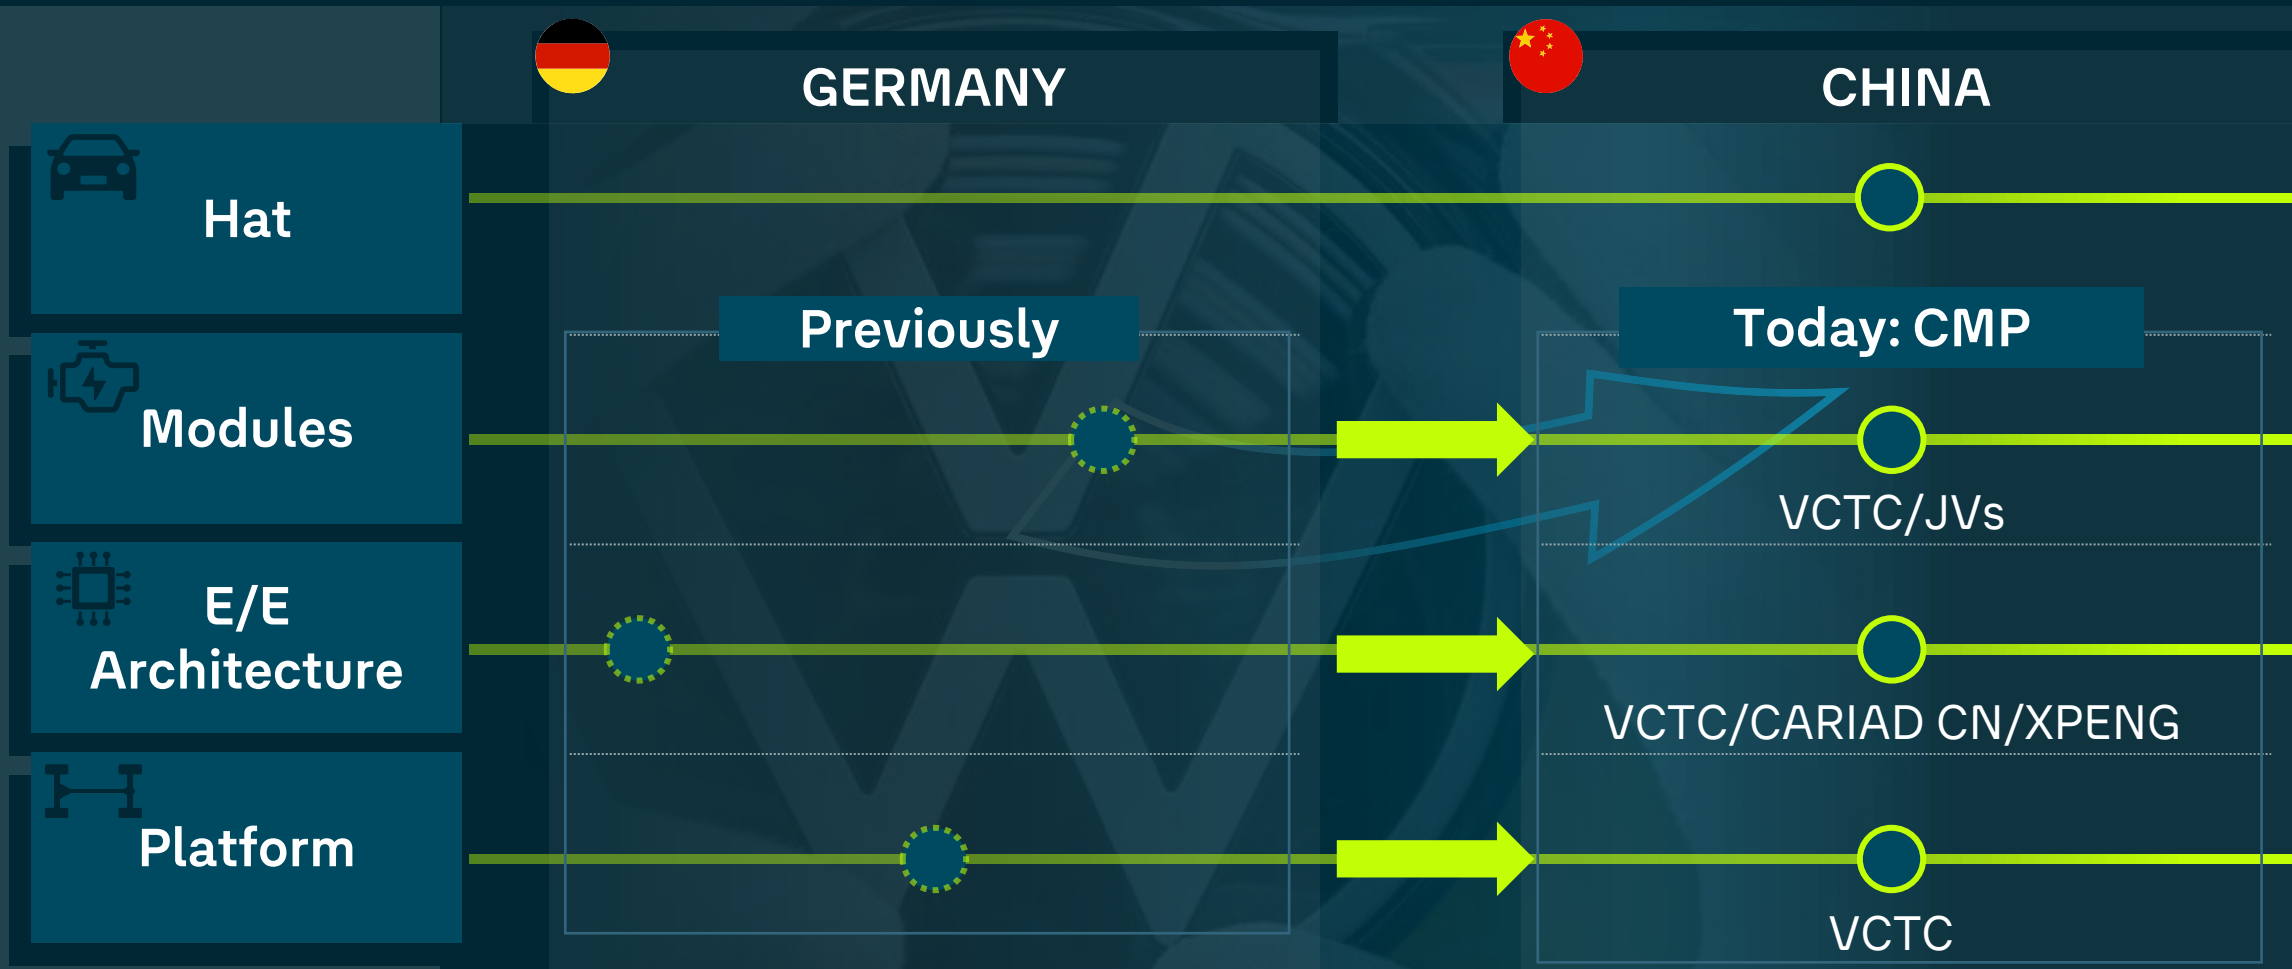 GERMANY
CHINA
Hat
Previously
Today: CMP
Modules
VCTC/JVs
E/E
Architecture
VCTC/CARIAD CN/XPENG
Platform
VCTC